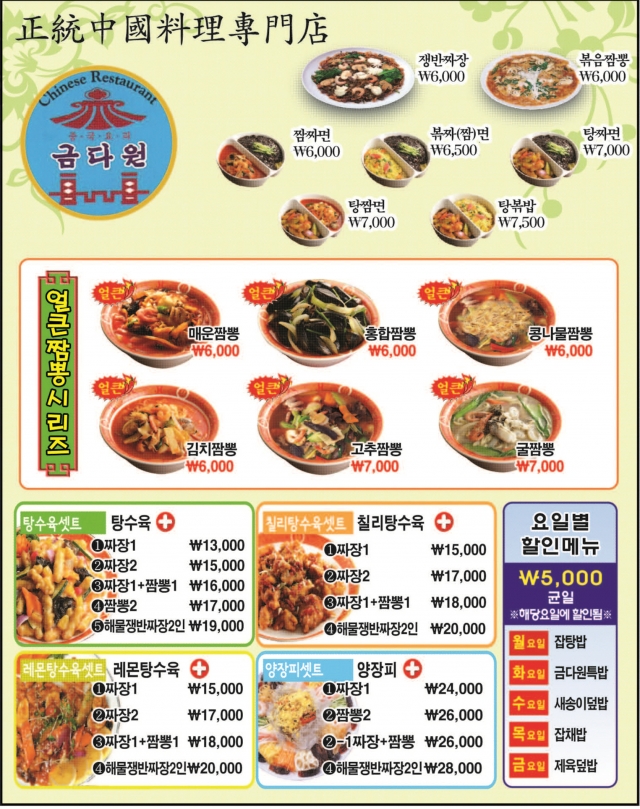 正統中國料理專門店
Chinese Restaurant
중·국·요·리
금다원
쟁반짜장
₩6,000
볶음짬뽕
₩6,000
짬짜면
₩6,000
볶짜(짬)면
₩6,500
탕짜면
₩7,000
탕짬면
₩7,000
탕볶밥
₩7,500
얼큰짬뽕시리즈
얼큰
매운짬뽕
₩6,000
얼큰
홍합짬뽕
₩6,000
얼큰
콩나물짬뽕
₩6,000
얼큰
김치짬뽕
₩6,000
얼큰
고추짬뽕
₩7,000
얼큰
굴짬뽕
₩7,000
탕수육셋트 탕수육
❶짜장1 ₩13,000
❷짜장2 ₩15,000
❸짜장1+짬뽕1 ₩16,000
❹짬뽕2 ₩17,000
❺해물쟁반짜장2인 ₩19,000
칠리탕수육셋트 칠리탕수육
❶짜장1 ₩15,000
❷짜장2 ₩17,000
❸짜장1+짬뽕1 ₩18,000
❹해물쟁반짜장2인 ₩20,000
레몬탕수육셋트 레몬탕수육
❶짜장1 ₩15,000
❷짜장2 ₩17,000
❸짜장1+짬뽕1 ₩18,000
❹해물쟁반짜장2인 ₩20,000
양장피셋트 양장피
❶짜장1 ₩24,000
❷짬뽕2 ₩26,000
❷-1짜장+짬뽕 ₩26,000
❹해물쟁반짜장2인 ₩28,000
요일별
할인메뉴
₩5,000
균일
※해당요일에 할인됨※
월요일 잡탕밥
화요일 금다원특밥
수요일 새송이덮밥
목요일 잡채밥
금요일 제육덮밥